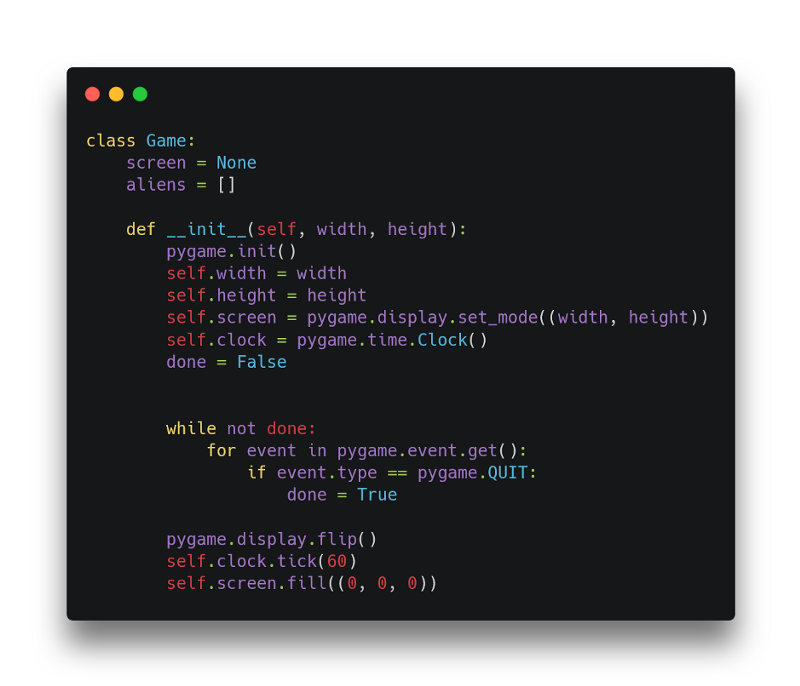 class Game:
    screen = None
    aliens = []

    def __init__(self, width, height):
        pygame.init()
        self.width = width
        self.height = height
        self.screen = pygame.display.set_mode((width, height))
        self.clock = pygame.time.Clock()
        done = False


        while not done:
            for event in pygame.event.get():
                if event.type == pygame.QUIT:
                    done = True

        pygame.display.flip()
        self.clock.tick(60)
        self.screen.fill((0, 0, 0))